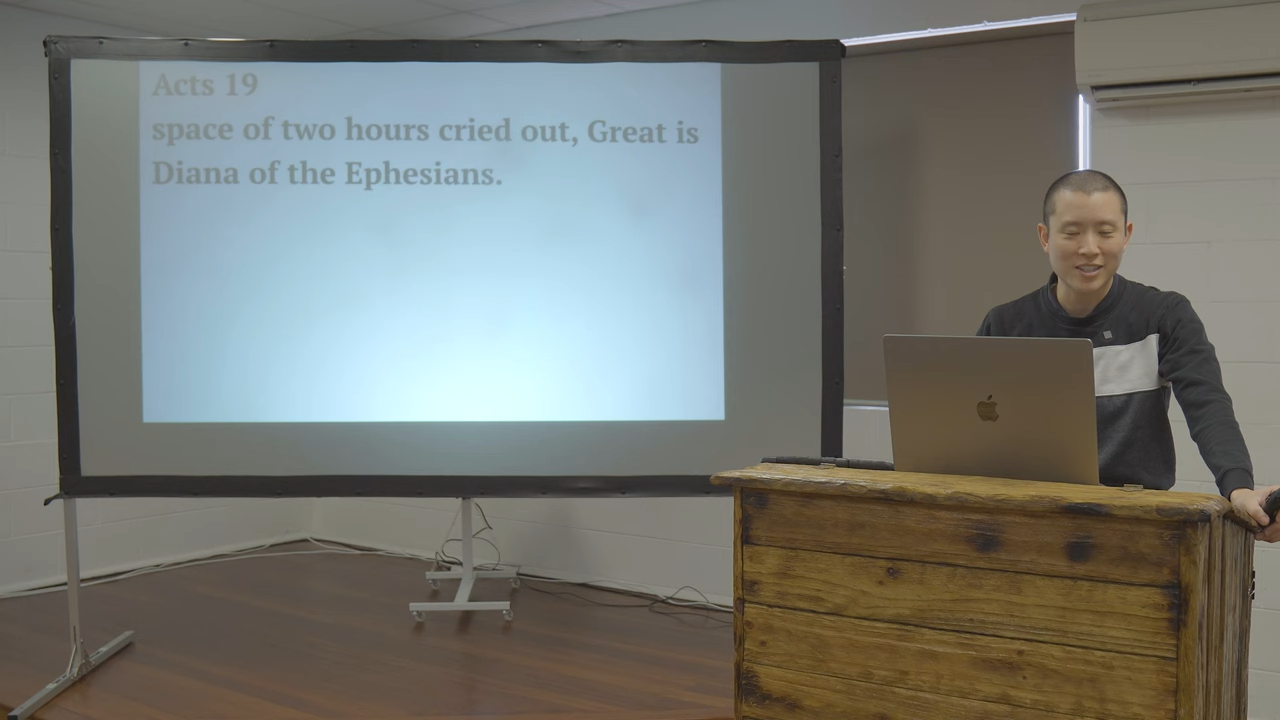 Acts 19
space of two hours cried out, Great is
Diana of the Ephesians.